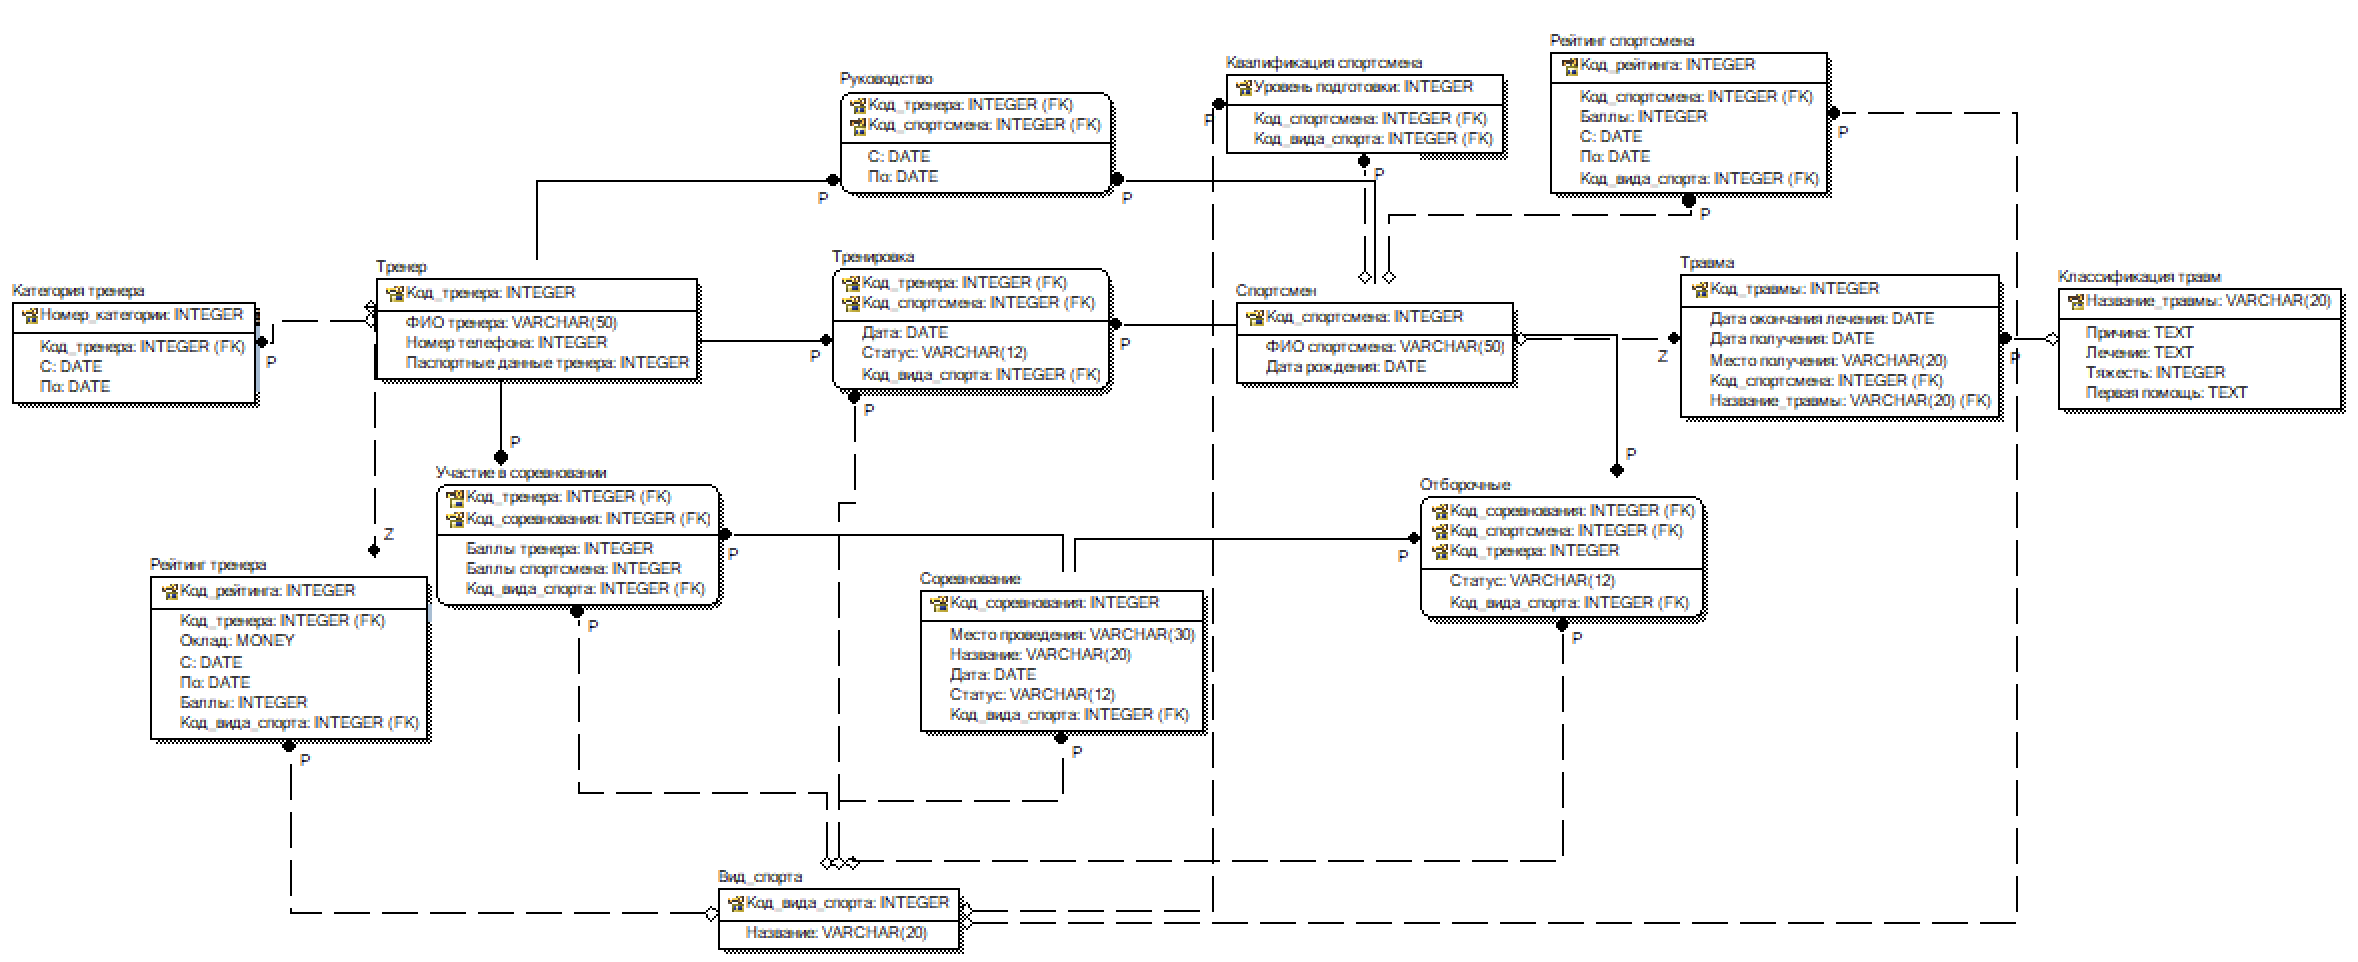 Руководство
Код_тренера: INTEGER (FK)
Код_спортсмена: INTEGER (FK)
С: DATE
По: DATE
P
P
Квалификация спортсмена
Уровень подготовки: INTEGER
Код_спортсмена: INTEGER (FK)
Код_вида_спорта: INTEGER (FK)
P
P
Рейтинг спортсмена
Код_рейтинга: INTEGER
Код_спортсмена: INTEGER (FK)
Баллы: INTEGER
С: DATE
По: DATE
Код_вида_спорта: INTEGER (FK)
P
P
Категория тренера
Номер_категории: INTEGER
Код_тренера: INTEGER (FK)
С: DATE
По: DATE
P
Тренер
Код_тренера: INTEGER
ФИО тренера: VARCHAR(50)
Номер телефона: INTEGER
Паспортные данные тренера: INTEGER
Тренировка
Код_тренера: INTEGER (FK)
Код_спортсмена: INTEGER (FK)
Дата: DATE
Статус: VARCHAR(12)
Код_вида_спорта: INTEGER (FK)
P
P
P
Спортсмен
Код_спортсмена: INTEGER
ФИО спортсмена: VARCHAR(50)
Дата рождения: DATE
Травма
Код_травмы: INTEGER
Дата окончания лечения: DATE
Дата получения: DATE
Место получения: VARCHAR(20)
Код_спортсмена: INTEGER (FK)
Название_травмы: VARCHAR(20) (FK)
Z
P
Классификация травм
Название_травмы: VARCHAR(20)
Причина: TEXT
Лечение: TEXT
Тяжесть: INTEGER
Первая помощь: TEXT
P
Участие в соревновании
Код_тренера: INTEGER (FK)
Код_соревнования: INTEGER (FK)
Баллы тренера: INTEGER
Баллы спортсмена: INTEGER
Код_вида_спорта: INTEGER (FK)
P
P
P
Отборочные
Код_соревнования: INTEGER (FK)
Код_спортсмена: INTEGER (FK)
Код_тренера: INTEGER
Статус: VARCHAR(12)
Код_вида_спорта: INTEGER (FK)
P
P
Z
Рейтинг тренера
Код_рейтинга: INTEGER
Код_тренера: INTEGER (FK)
Оклад: MONEY
С: DATE
По: DATE
Баллы: INTEGER
Код_вида_спорта: INTEGER (FK)
P
Соревнование
Код_соревнования: INTEGER
Место проведения: VARCHAR(30)
Название: VARCHAR(20)
Дата: DATE
Статус: VARCHAR(12)
Код_вида_спорта: INTEGER (FK)
P
Вид_спорта
Код_вида_спорта: INTEGER
Название: VARCHAR(20)